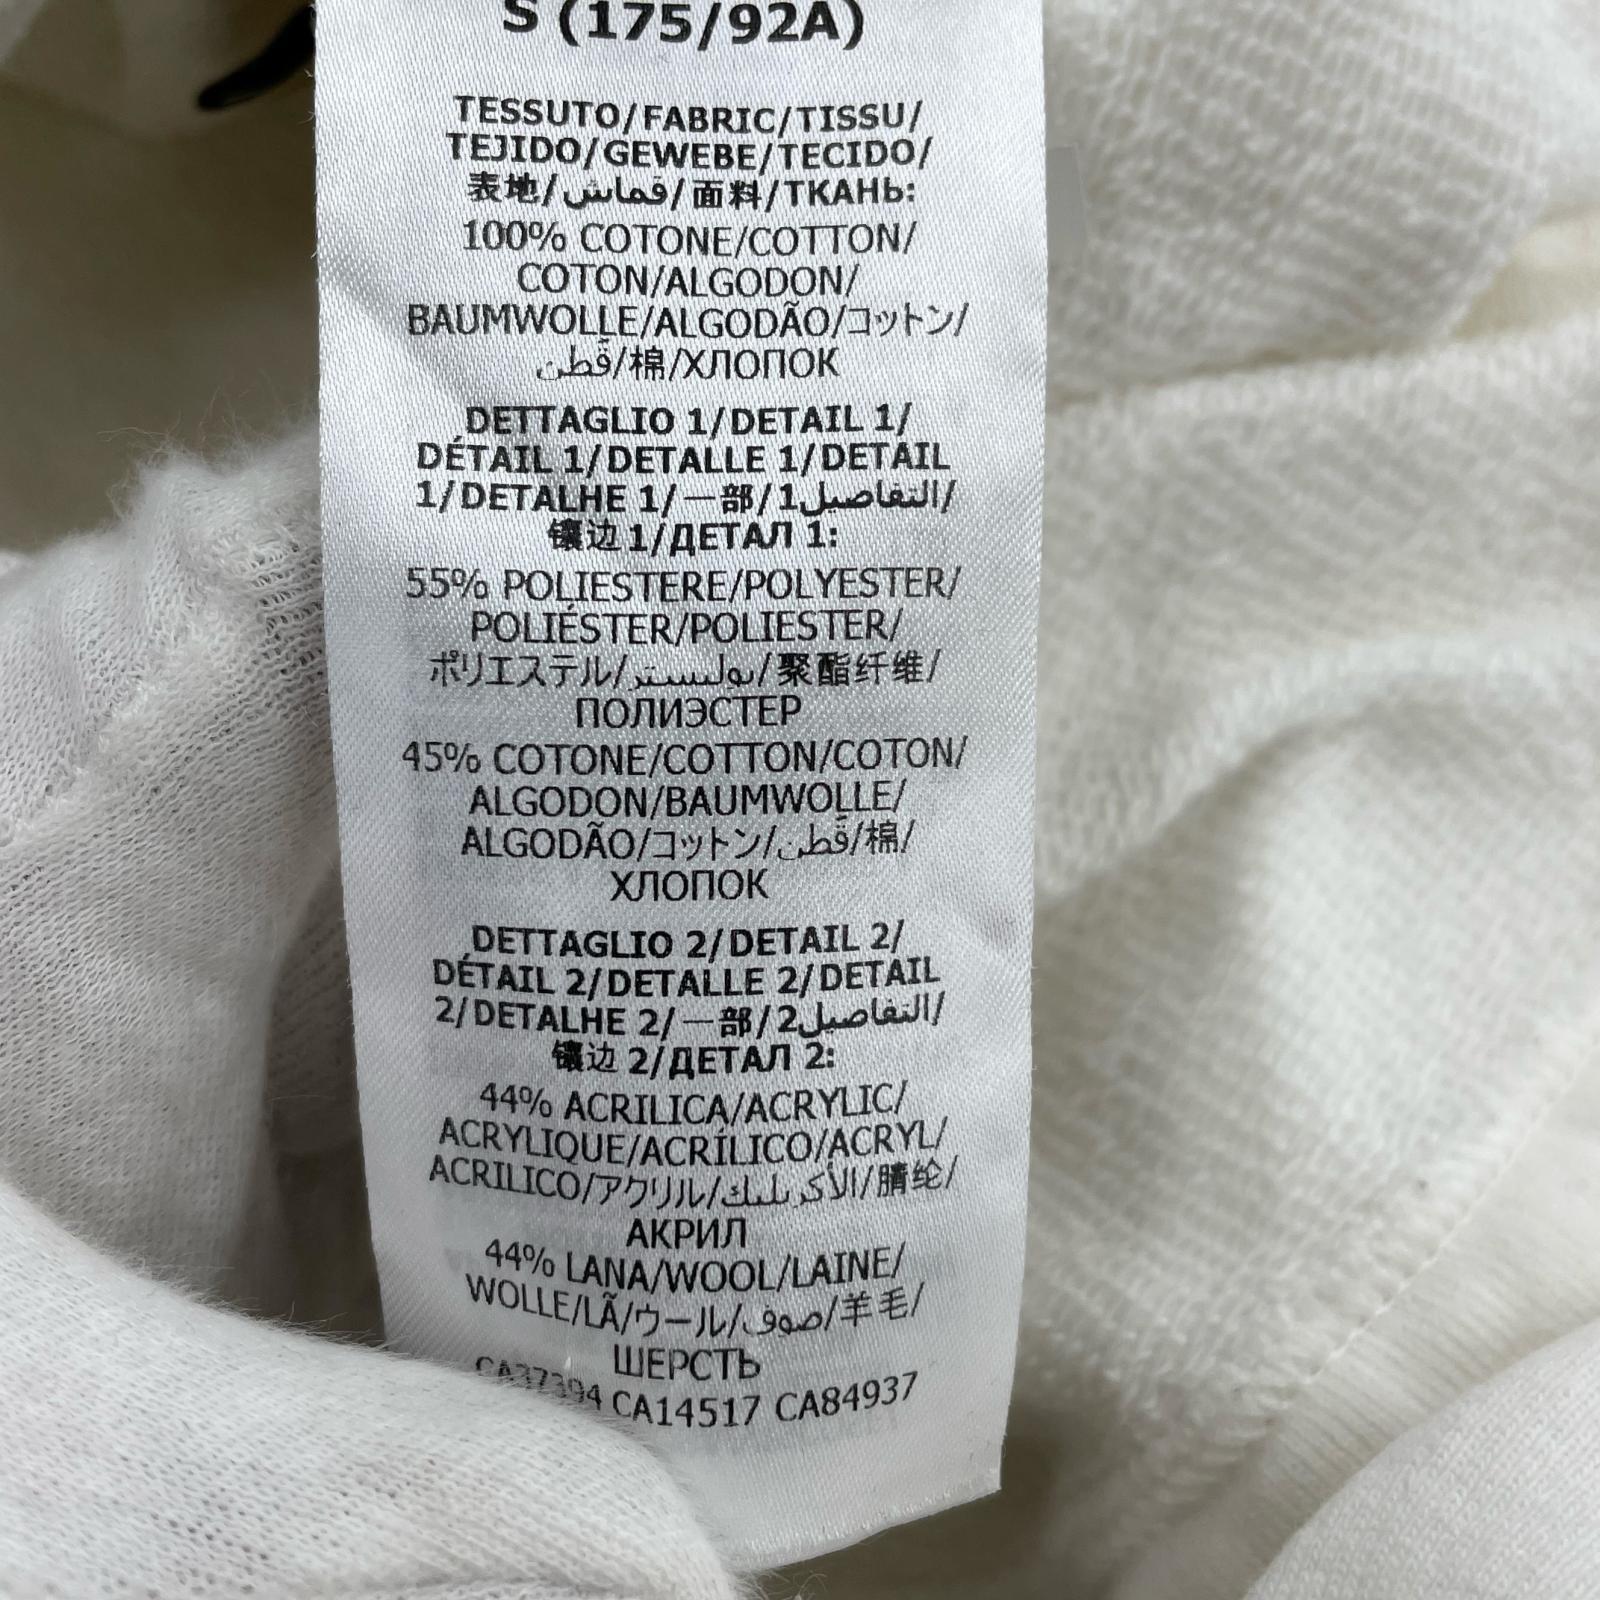 S (175/92A)
TESSUTO/FABRIC/TISSU/
TEJIDO/GEWEBE/TECIDO/
表地/قماش/面料/ТКАНЬ:
100% COTONE/COTTON/
COTON/ALGODON/
BAUMWOLLE/ALGODÃO/コットン/
قُطن/棉/ХЛОПОК
DETTAGLIO 1/DETAIL 1/
DÉTAIL 1/DETALLE 1/DETAIL
1/DETALHE 1/一部/التفاصيل1/
镶边1/ДЕТАЛ 1:
55% POLIESTERE/POLYESTER/
POLIÉSTER/POLIESTER/
ポリエステル/بوليستر/聚酯纤维/
ПОЛИЭСТЕР
45% COTONE/COTTON/COTON/
ALGODON/BAUMWOLLE/
ALGODÃO/コットン/قُطن/棉/
ХЛОПОК
DETTAGLIO 2/DETAIL 2/
DÉTAIL 2/DETALLE 2/DETAIL
2/DETALHE 2/一部/التفاصيل2/
镶边 2/ДЕТАЛ 2:
44% ACRILICA/ACRYLIC/
ACRYLIQUE/ACRÍLICO/ACRYL/
ACRILICO/アクリル/الأكريليك/腈纶/
АКРИЛ
44% LANA/WOOL/LAINE/
WOLLE/LÃ/ウール/صوف/羊毛/
ШЕРСТЬ
CA37394 CA14517 CA84937